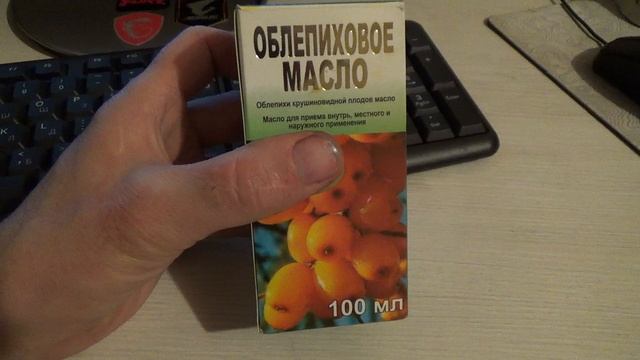 ОБЛЕПИХОВОЕ
МАСЛО
Облепихи крушиновидной плодов масло
Масло для приема внутрь, местного и
наружного применения
100 мл